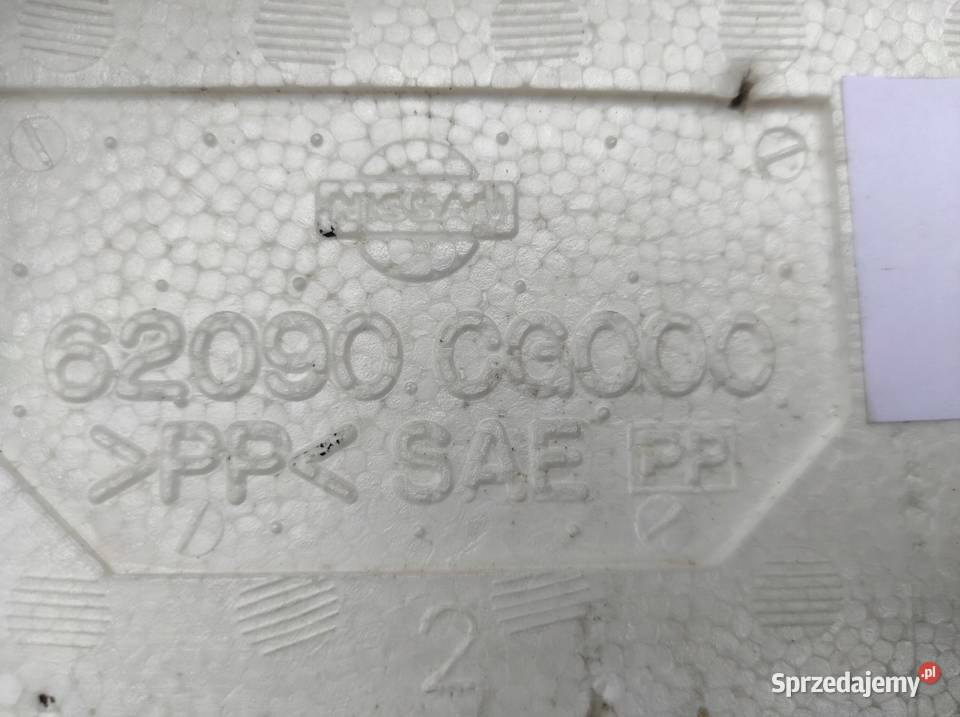 NISSAN
62090 CG000
>PP< SAE PP
2
Sprzedajemy.pl